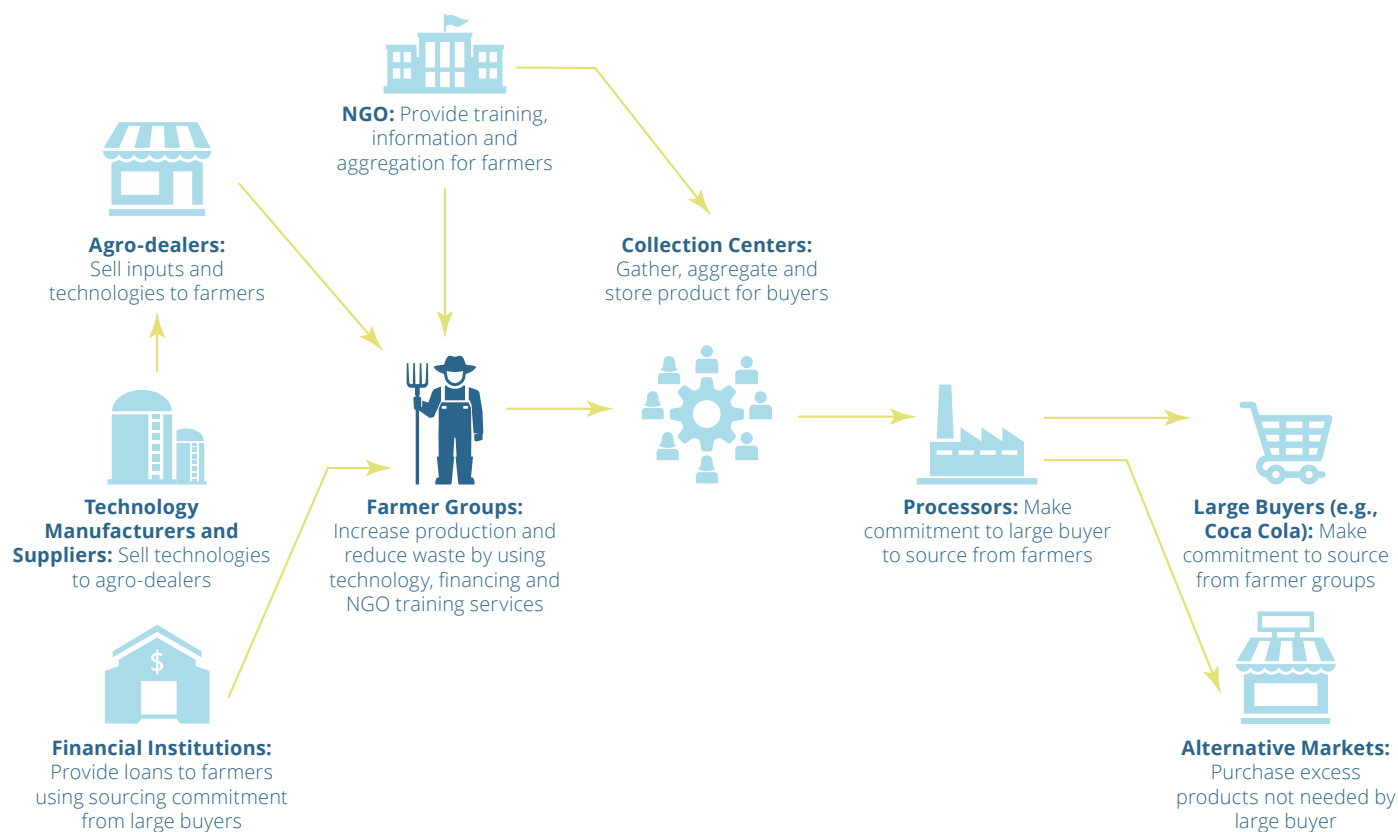 NGO: Provide training,
information and
aggregation for farmers
Agro-dealers:
Sell inputs and
technologies to farmers
Collection Centers:
Gather, aggregate and
store product for buyers
Technology
Manufacturers and
Suppliers: Sell technologies
to agro-dealers
Farmer Groups:
Increase production and
reduce waste by using
technology, financing and
NGO training services
Processors: Make
commitment to large buyer
to source from farmers
Large Buyers (e.g.,
Coca Cola): Make
commitment to source
from farmer groups
$
Financial Institutions:
Provide loans to farmers
using sourcing commitment
from large buyers
Alternative Markets:
Purchase excess
products not needed by
large buyer